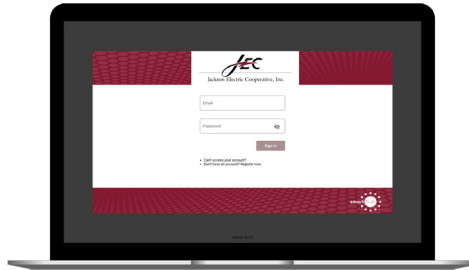 JEC
Jackson Electric Cooperative, Inc.
Email
Password
Sign In
Can't access your account?
Don't have an account? Register now.
smart